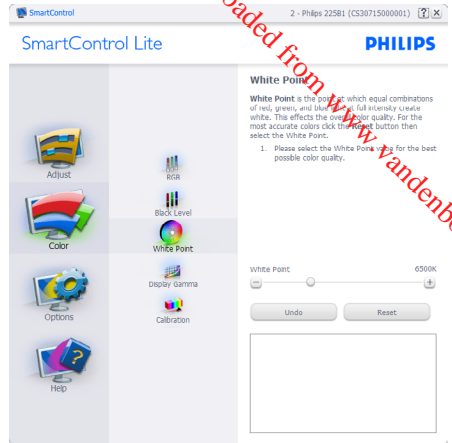 SmartControl
2 - Philips 225B1 (CS30715000001)
SmartControl Lite
PHILIPS
Adjust
Color
Options
Help
RGB
Black Level
White Point
Display Gamma
Calibration
White Point
White Point is the point at which equal combinations
of red, green, and blue light at full intensity create
white. This effects the overall color quality. For the
most accurate colors click the Reset button then
select the White Point.
1. Please select the White Point value for the best
possible color quality.
White Point 6500K
Undo Reset
from www.vandenbo